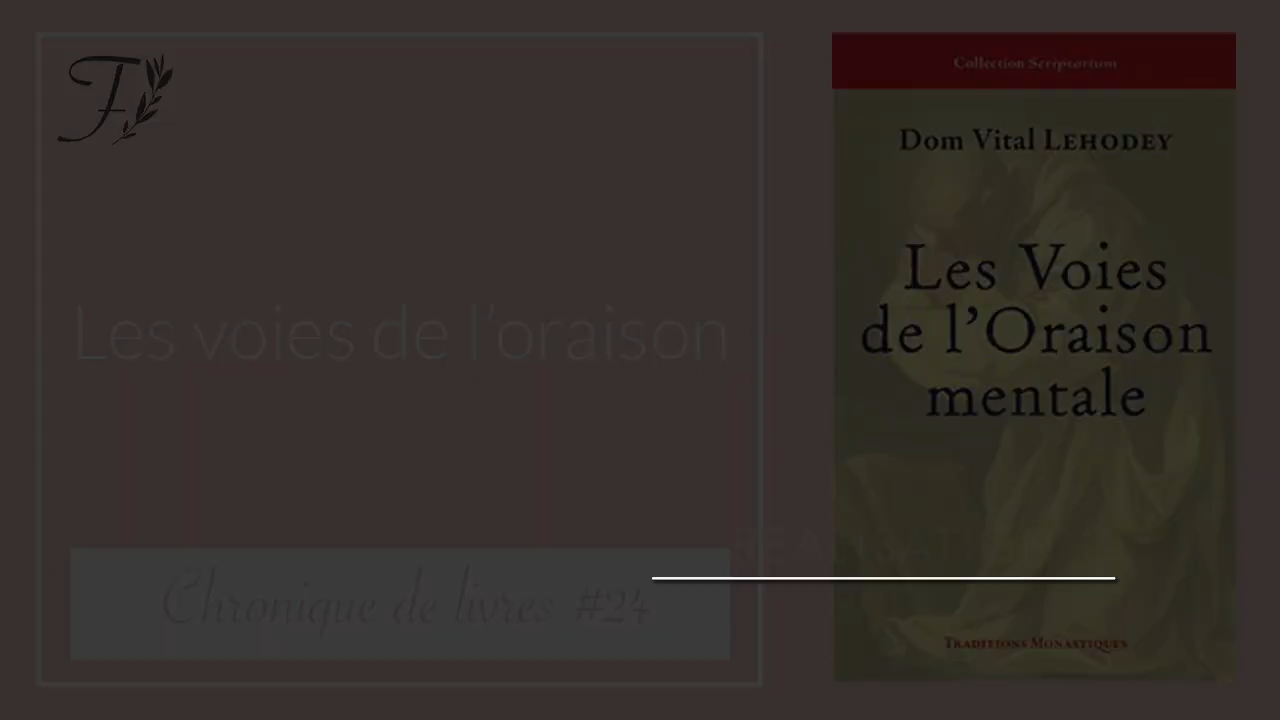 Les voies de l'oraison
Chronique de livres #24
Collection Scriptorium
Dom Vital LEHODEY
Les Voies
de l'Oraison
mentale
TRADITIONS MONASTIQUES